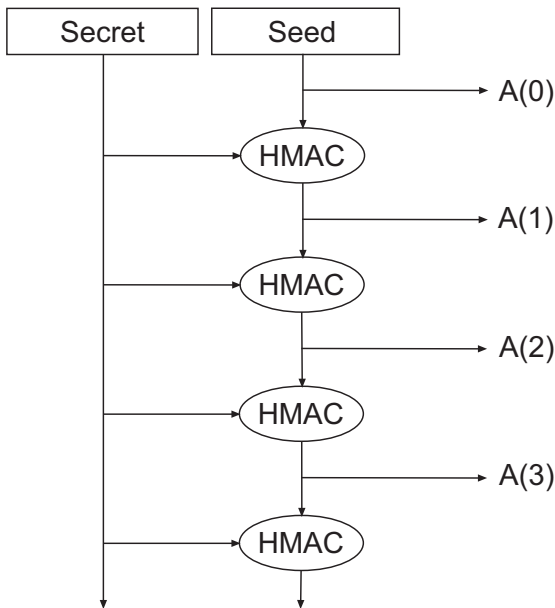 Secret Seed
A(0)
HMAC
A(1)
HMAC
A(2)
HMAC
A(3)
HMAC